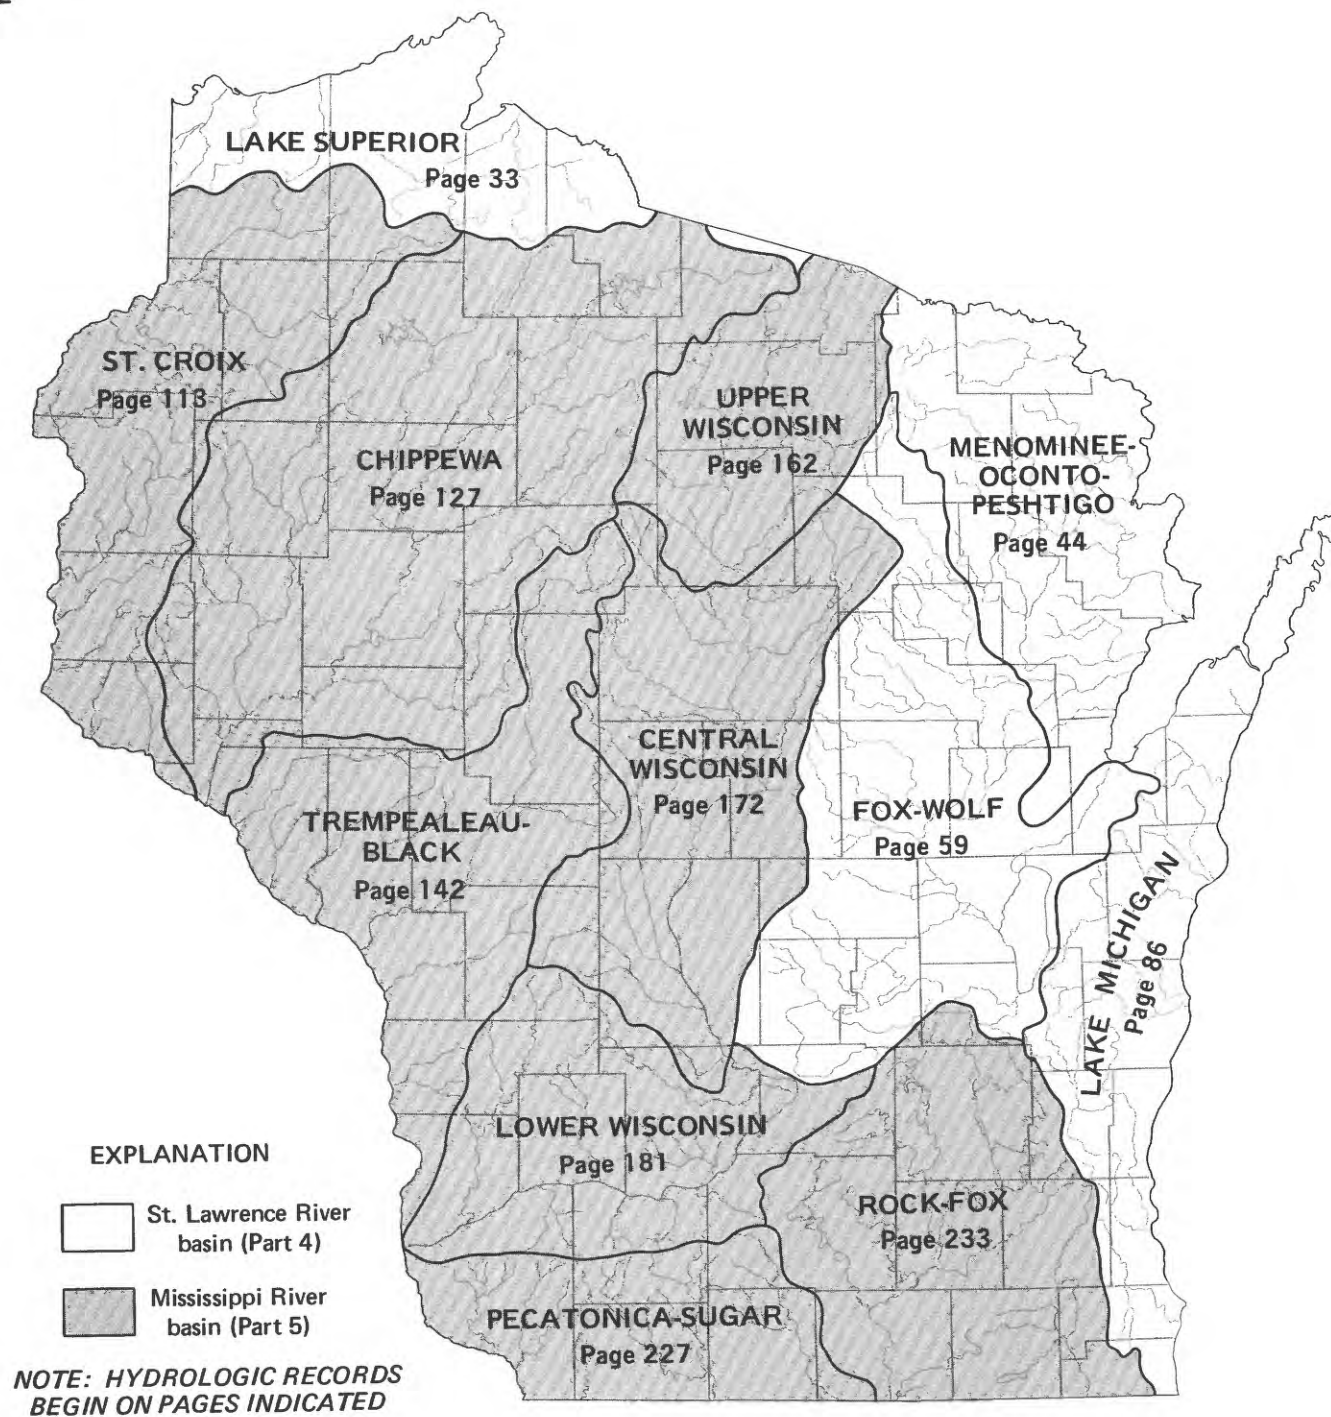 LAKE SUPERIOR
Page 33
ST. CROIX
Page 113
UPPER
WISCONSIN
Page 162
CHIPPEWA
Page 127
MENOMINEE-
OCONTO-
PESHTIGO
Page 44
CENTRAL
WISCONSIN
Page 172
TREMPEALEAU-
BLACK
Page 142
FOX-WOLF
Page 59
LAKE MICHIGAN
Page 86
LOWER WISCONSIN
Page 181
ROCK-FOX
Page 233
PECATONICA-SUGAR
Page 227
EXPLANATION
St. Lawrence River
basin (Part 4)
Mississippi River
basin (Part 5)
NOTE: HYDROLOGIC RECORDS
BEGIN ON PAGES INDICATED